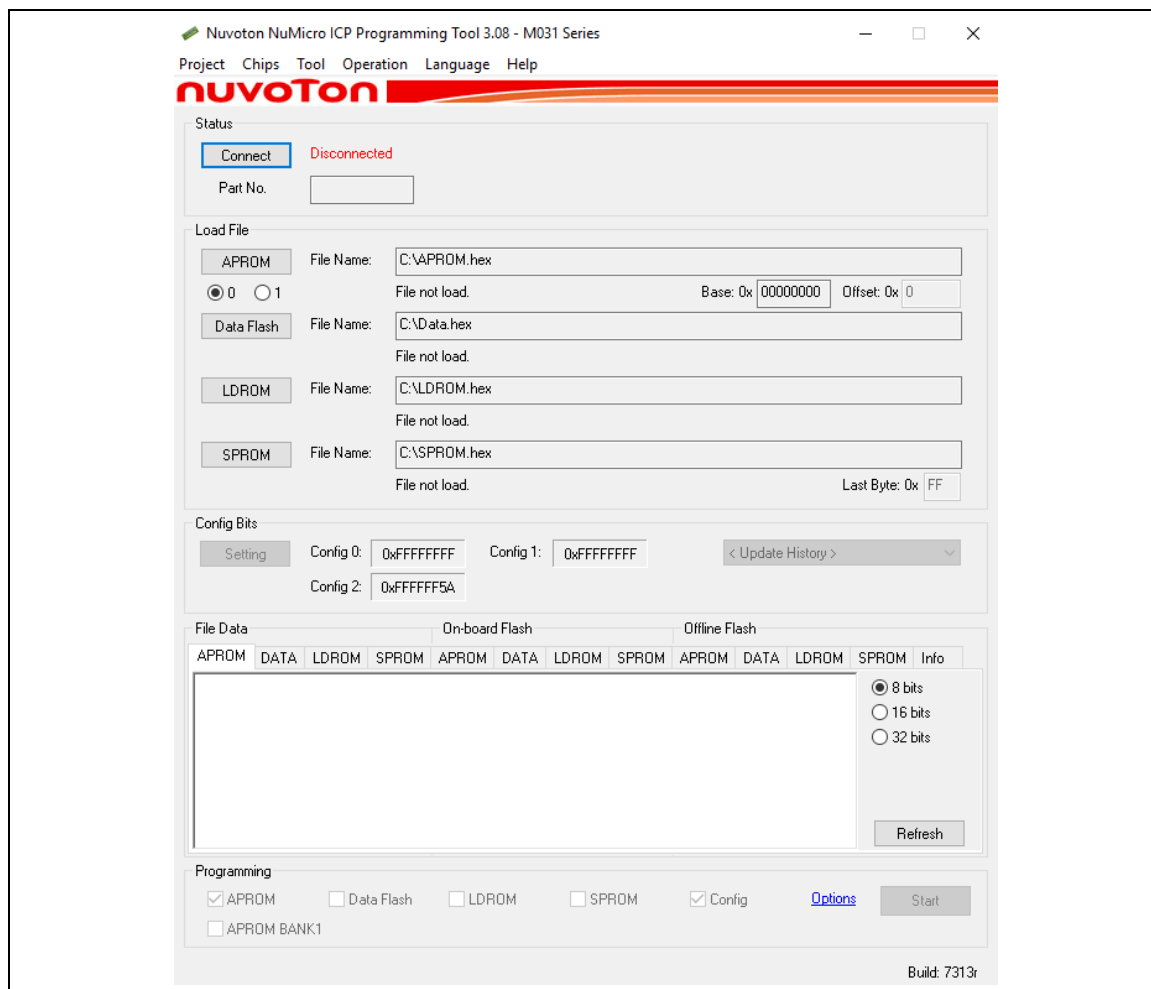 Nuvoton NuMicro ICP Programming Tool 3.08 - M031 Series
Project Chips Tool Operation Language Help
nuvoTon
Status
Connect Disconnected
Part No.
Load File
APROM File Name: C:\APROM.hex
0 1 File not load. Base: 0x 00000000 Offset: 0x 0
Data Flash File Name: C:\Data.hex
File not load.
LDROM File Name: C:\LDROM.hex
File not load.
SPROM File Name: C:\SPROM.hex
File not load. Last Byte: 0x FF
Config Bits
Setting Config 0: 0xFFFFFFFF Config 1: 0xFFFFFFFF < Update History >
Config 2: 0xFFFFFF5A
File Data On-board Flash Offline Flash
APROM DATA LDROM SPROM APROM DATA LDROM SPROM APROM DATA LDROM SPROM Info
8 bits
16 bits
32 bits
Refresh
Programming
APROM Data Flash LDROM SPROM Config Options Start
APROM BANK1
Build: 7313r